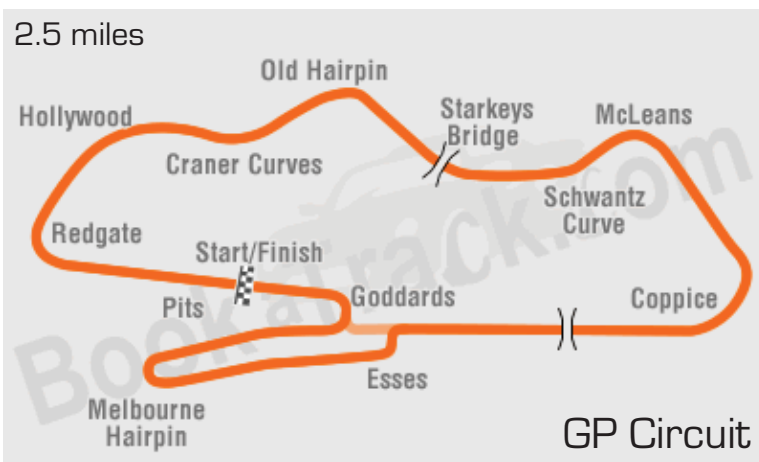 2.5 miles
Old Hairpin
Hollywood
Starkeys
Bridge
McLeans
Craner Curves
Schwantz
Curve
Redgate
Start/Finish
Pits
Goddards
Coppice
Esses
Melbourne
Hairpin
GP Circuit
BookaTrack.com